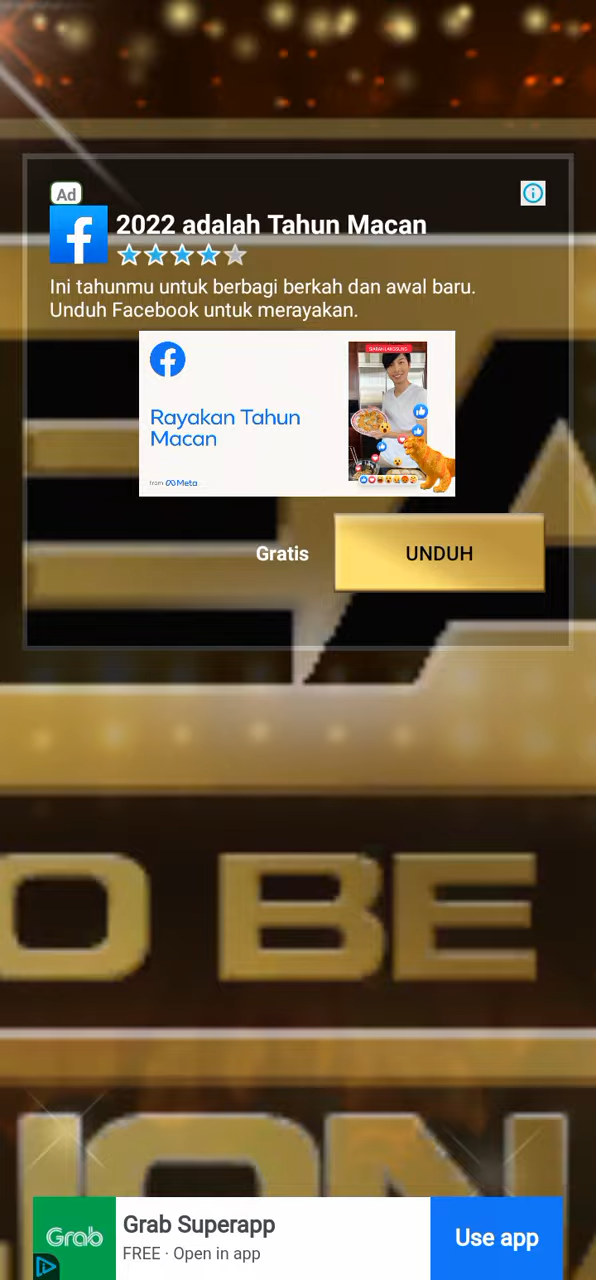 Ad
2022 adalah Tahun Macan
Ini tahunmu untuk berbagi berkah dan awal baru.
Unduh Facebook untuk merayakan.
Rayakan Tahun
Macan
from Meta
Gratis
UNDUH
O BE
ION
Grab
Grab Superapp
FREE · Open in app
Use app